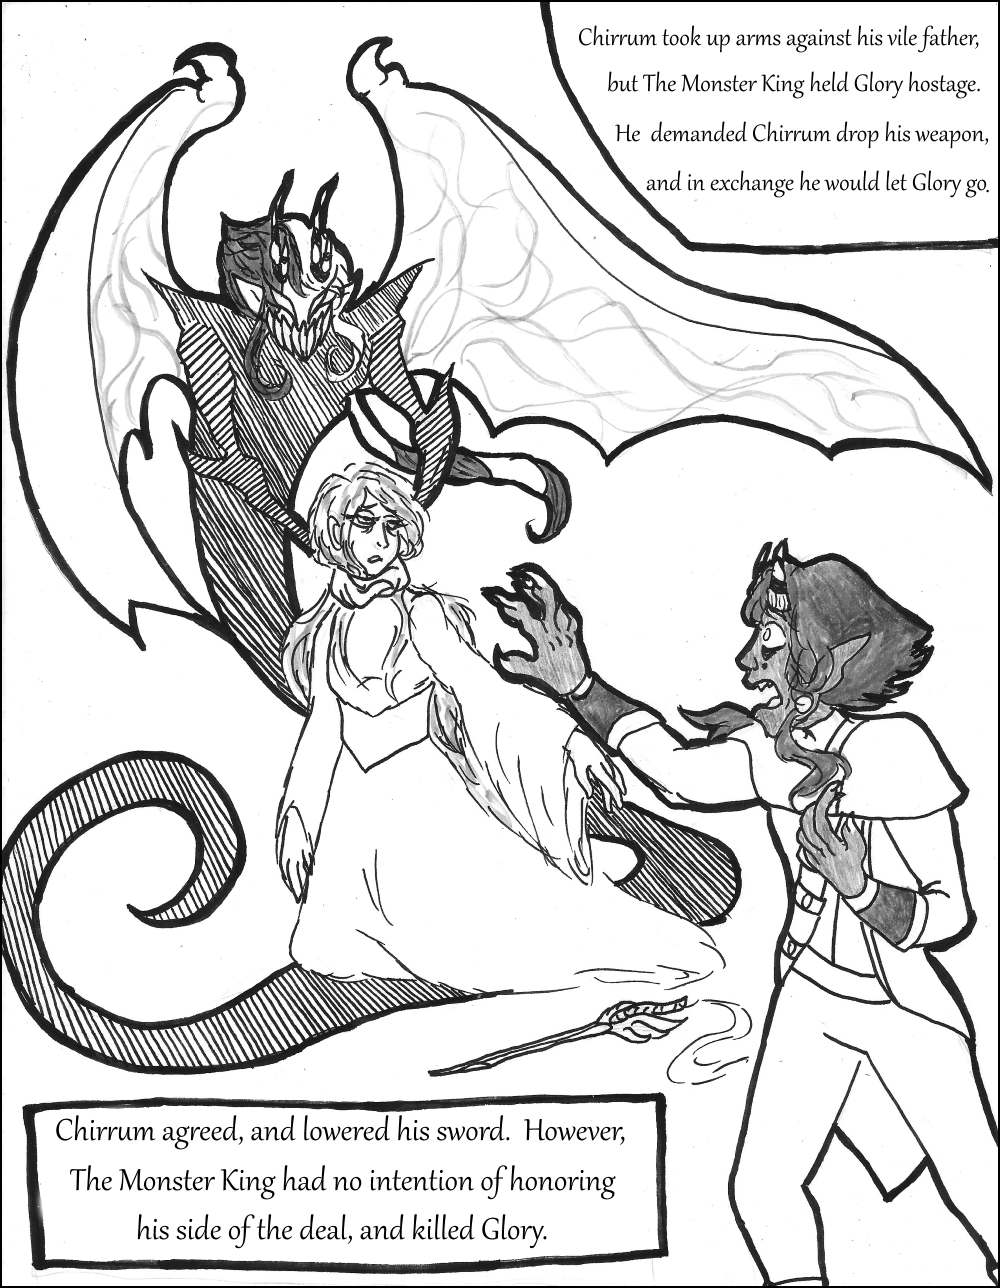 Chirrum took up arms against his vile father,
but The Monster King held Glory hostage.
He demanded Chirrum drop his weapon,
and in exchange he would let Glory go.
Chirrum agreed, and lowered his sword. However,
The Monster King had no intention of honoring
his side of the deal, and killed Glory.